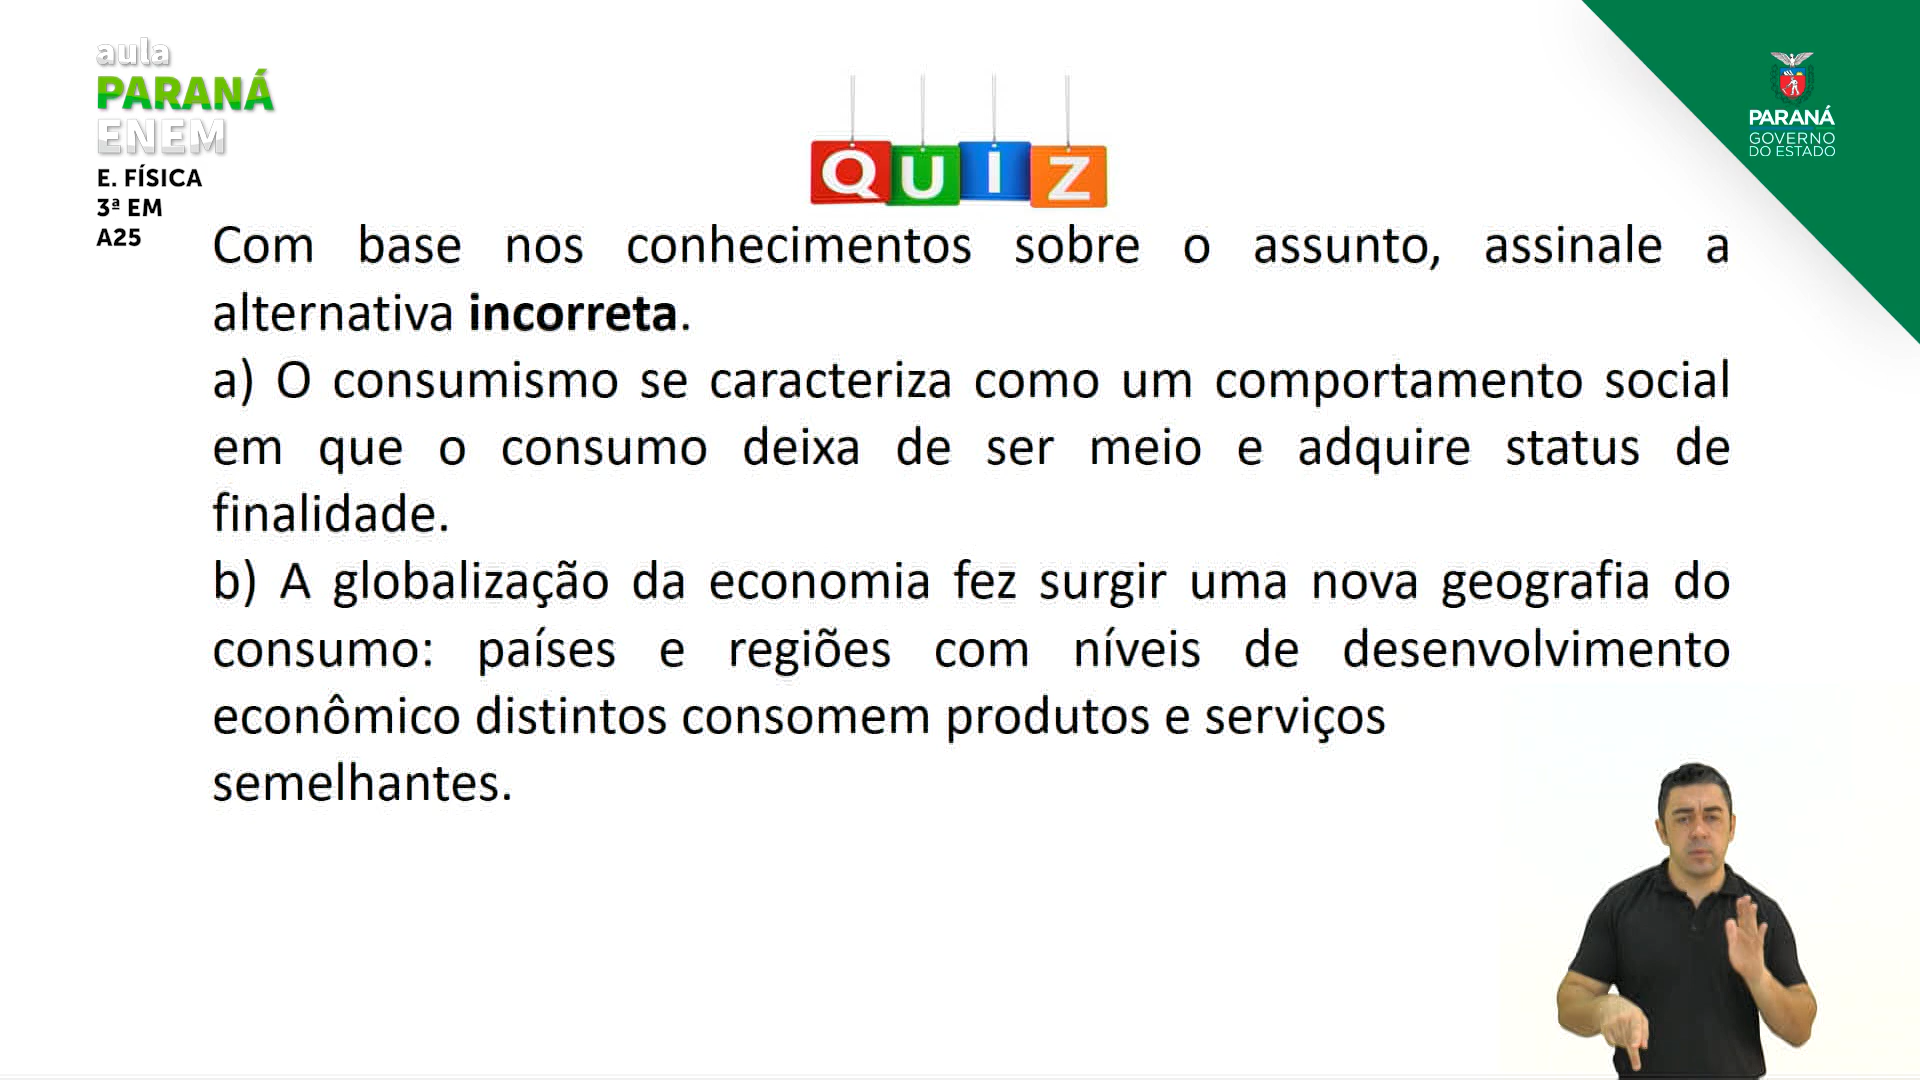 aula
PARANÁ
ENEM
E. FÍSICA
3ª EM
A25
QUIZ
PARANÁ
GOVERNO
DO ESTADO
Com base nos conhecimentos sobre o assunto, assinale a
alternativa incorreta.
a) O consumismo se caracteriza como um comportamento social
em que o consumo deixa de ser meio e adquire status de
finalidade.
b) A globalização da economia fez surgir uma nova geografia do
consumo: países e regiões com níveis de desenvolvimento
econômico distintos consomem produtos e serviços
semelhantes.